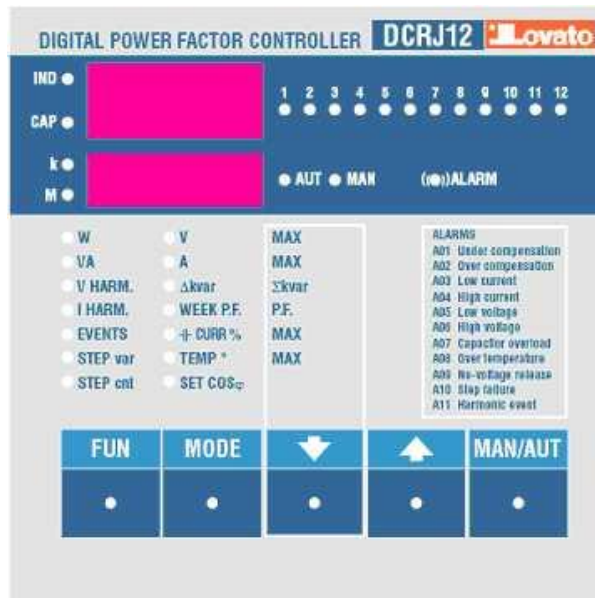 DIGITAL POWER FACTOR CONTROLLER DCRJ12 Lovato
IND
1 2 3 4 5 6 7 8 9 10 11 12
CAP
k
AUT MAN ((•))ALARM
M
W V MAX
VA A MAX
V HARM. Δkvar Σkvar
I HARM. WEEK P.F. P.F.
EVENTS ⊣⊢ CURR % MAX
STEP var TEMP ° MAX
STEP cnt SET COSφ
ALARMS
A01 Under compensation
A02 Over compensation
A03 Low current
A04 High current
A05 Low voltage
A06 High voltage
A07 Capacitor overload
A08 Over temperature
A09 No-voltage release
A10 Step failure
A11 Harmonic event
FUN MODE MAN/AUT